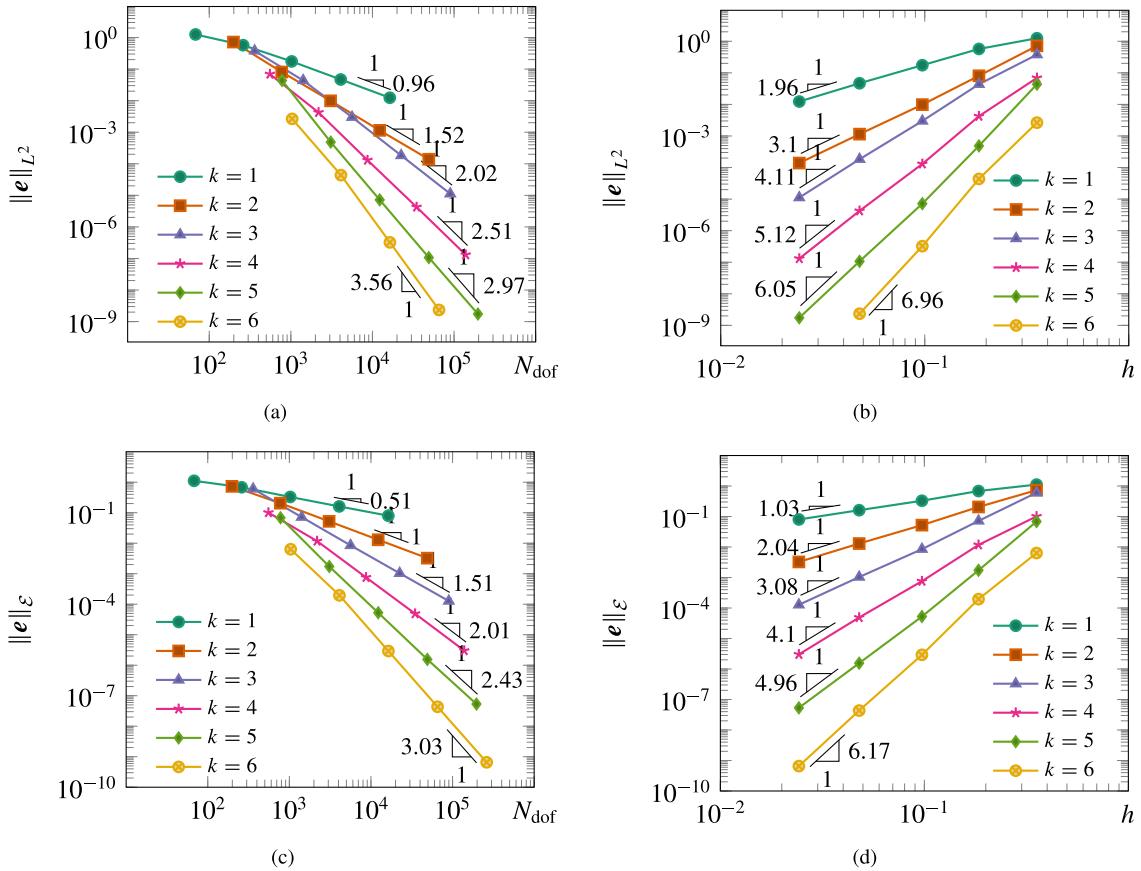 10^0
10^−3
10^−6
10^−9
‖e‖_{L^2}
1
0.96
1
1.52
1
2.02
1
2.51
1
2.97
3.56
1
k = 1
k = 2
k = 3
k = 4
k = 5
k = 6
10^2
10^3
10^4
10^5
N_dof
(a)
10^0
10^−3
10^−6
10^−9
‖e‖_{L^2}
1
1.96
1
3.1
1
4.11
1
5.12
1
6.05
6.96
1
k = 1
k = 2
k = 3
k = 4
k = 5
k = 6
10^−2
10^−1
h
(b)
10^−1
10^−4
10^−7
10^−10
‖e‖_ℰ
1
0.51
1
1
1.51
1
2.01
1
2.43
3.03
1
k = 1
k = 2
k = 3
k = 4
k = 5
k = 6
10^2
10^3
10^4
10^5
N_dof
(c)
10^−1
10^−4
10^−7
10^−10
‖e‖_ℰ
1
1.03
1
2.04
1
3.08
1
4.1
1
4.96
6.17
1
k = 1
k = 2
k = 3
k = 4
k = 5
k = 6
10^−2
10^−1
h
(d)